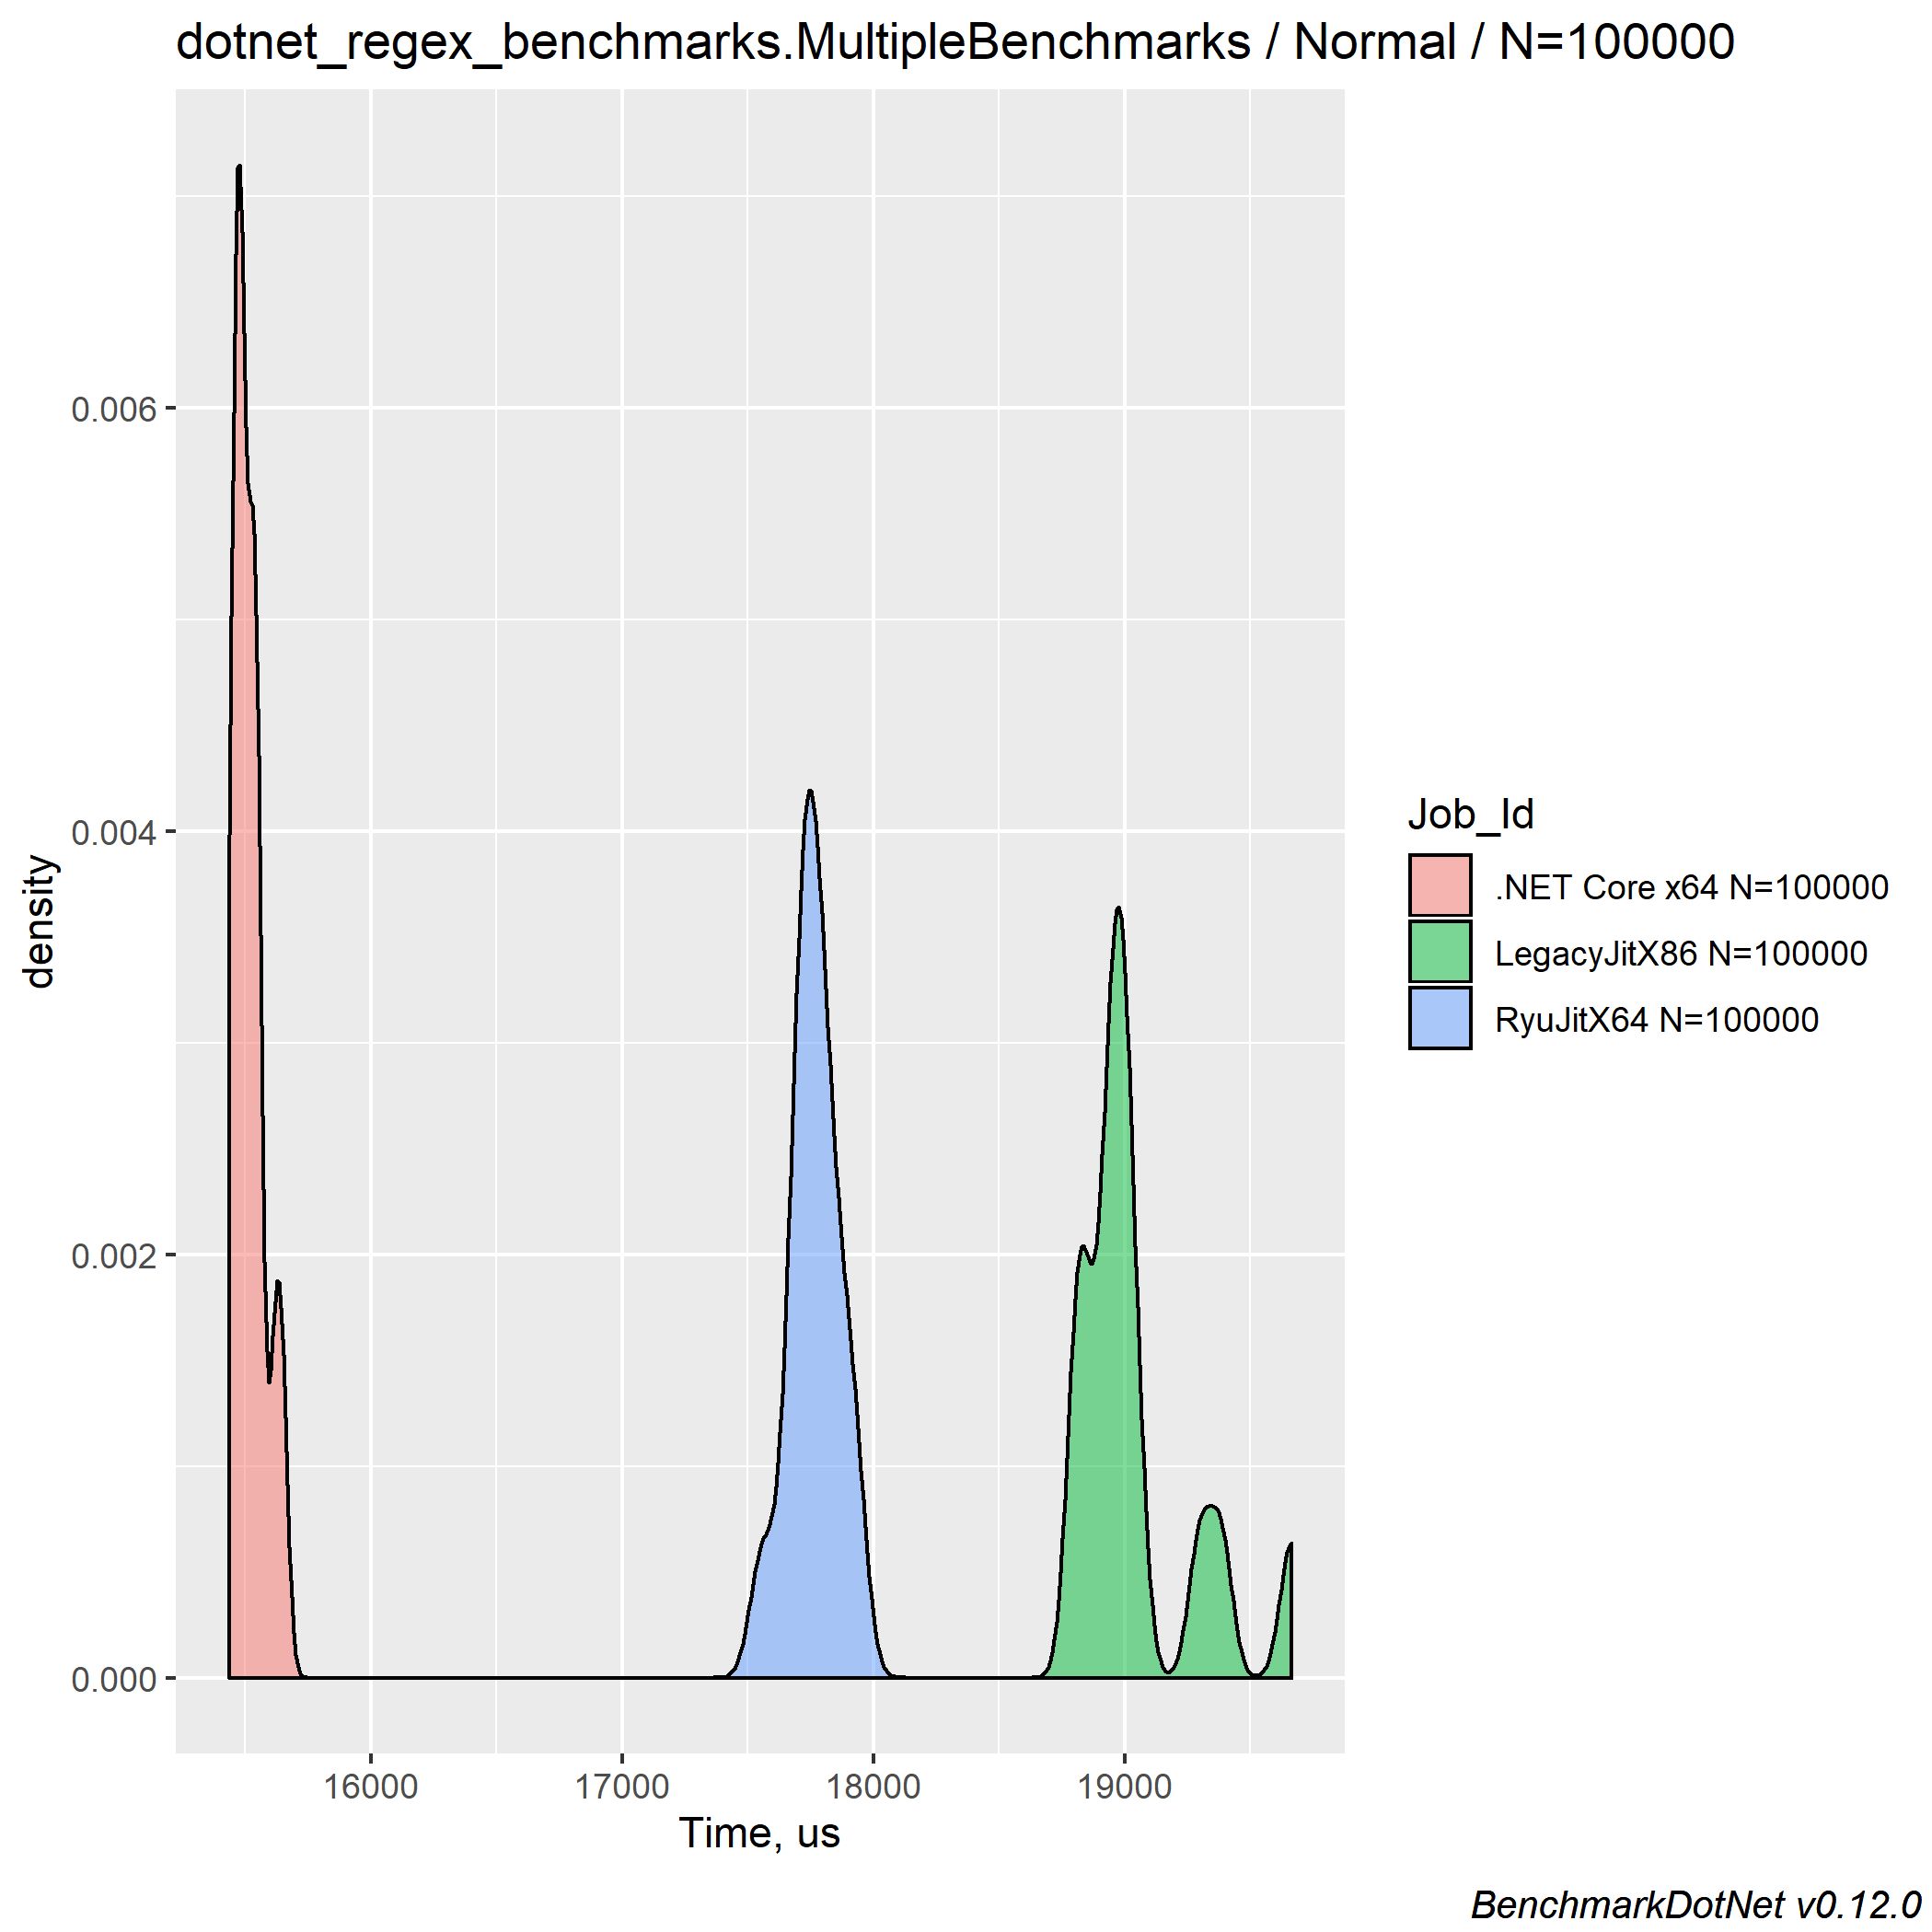 dotnet_regex_benchmarks.MultipleBenchmarks / Normal / N=100000
0.006
0.004
0.002
0.000
density
16000 17000 18000 19000
Time, us
Job_Id
.NET Core x64 N=100000
LegacyJitX86 N=100000
RyuJitX64 N=100000
BenchmarkDotNet v0.12.0